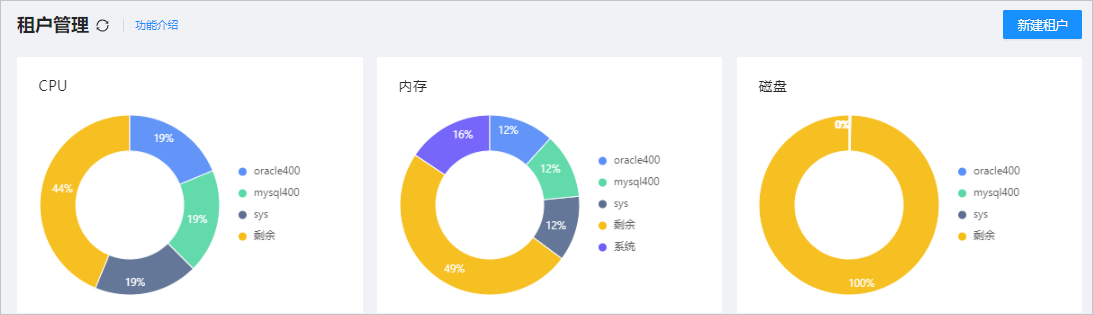 租户管理 功能介绍 新建租户
CPU
19%
19%
19%
44%
oracle400
mysql400
sys
剩余
内存
12%
12%
12%
49%
16%
oracle400
mysql400
sys
剩余
系统
磁盘
100%
oracle400
mysql400
sys
剩余